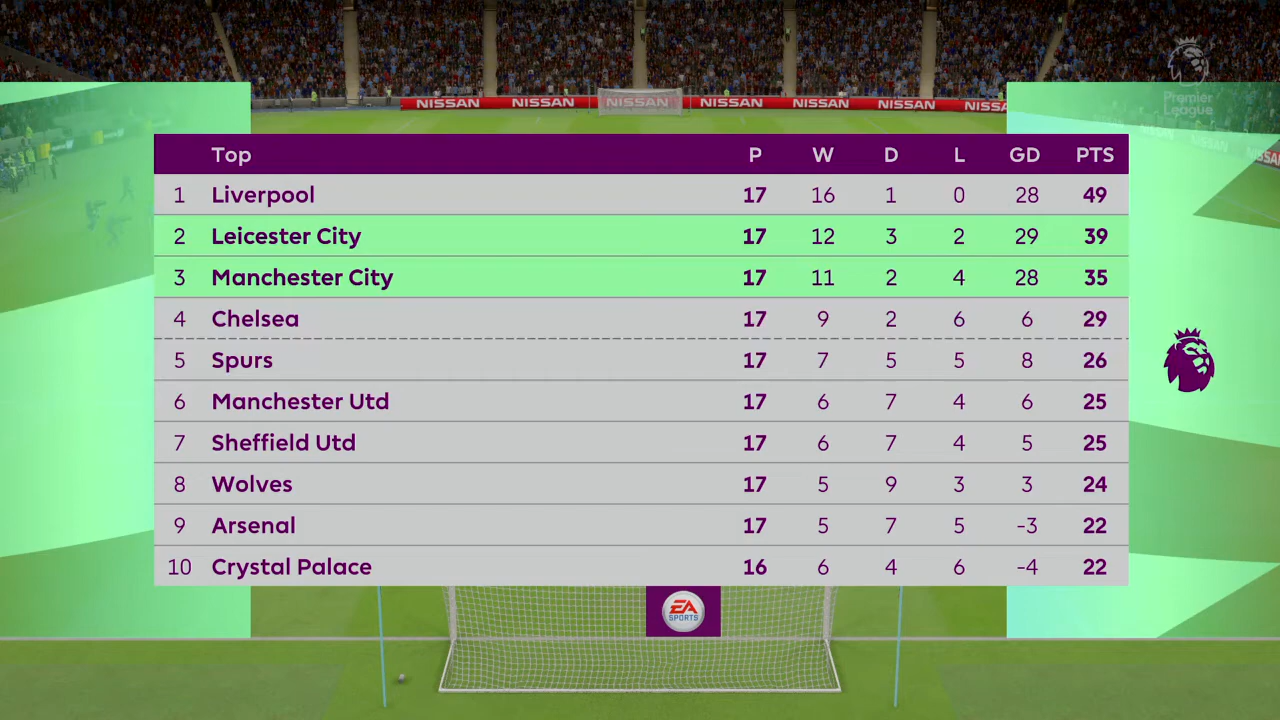 NISSAN NISSAN NISSAN NISSAN NISSAN NISSAN NISS
Premier
League
Top P W D L GD PTS
1 Liverpool 17 16 1 0 28 49
2 Leicester City 17 12 3 2 29 39
3 Manchester City 17 11 2 4 28 35
4 Chelsea 17 9 2 6 6 29
5 Spurs 17 7 5 5 8 26
6 Manchester Utd 17 6 7 4 6 25
7 Sheffield Utd 17 6 7 4 5 25
8 Wolves 17 5 9 3 3 24
9 Arsenal 17 5 7 5 -3 22
10 Crystal Palace 16 6 4 6 -4 22
EA
SPORTS